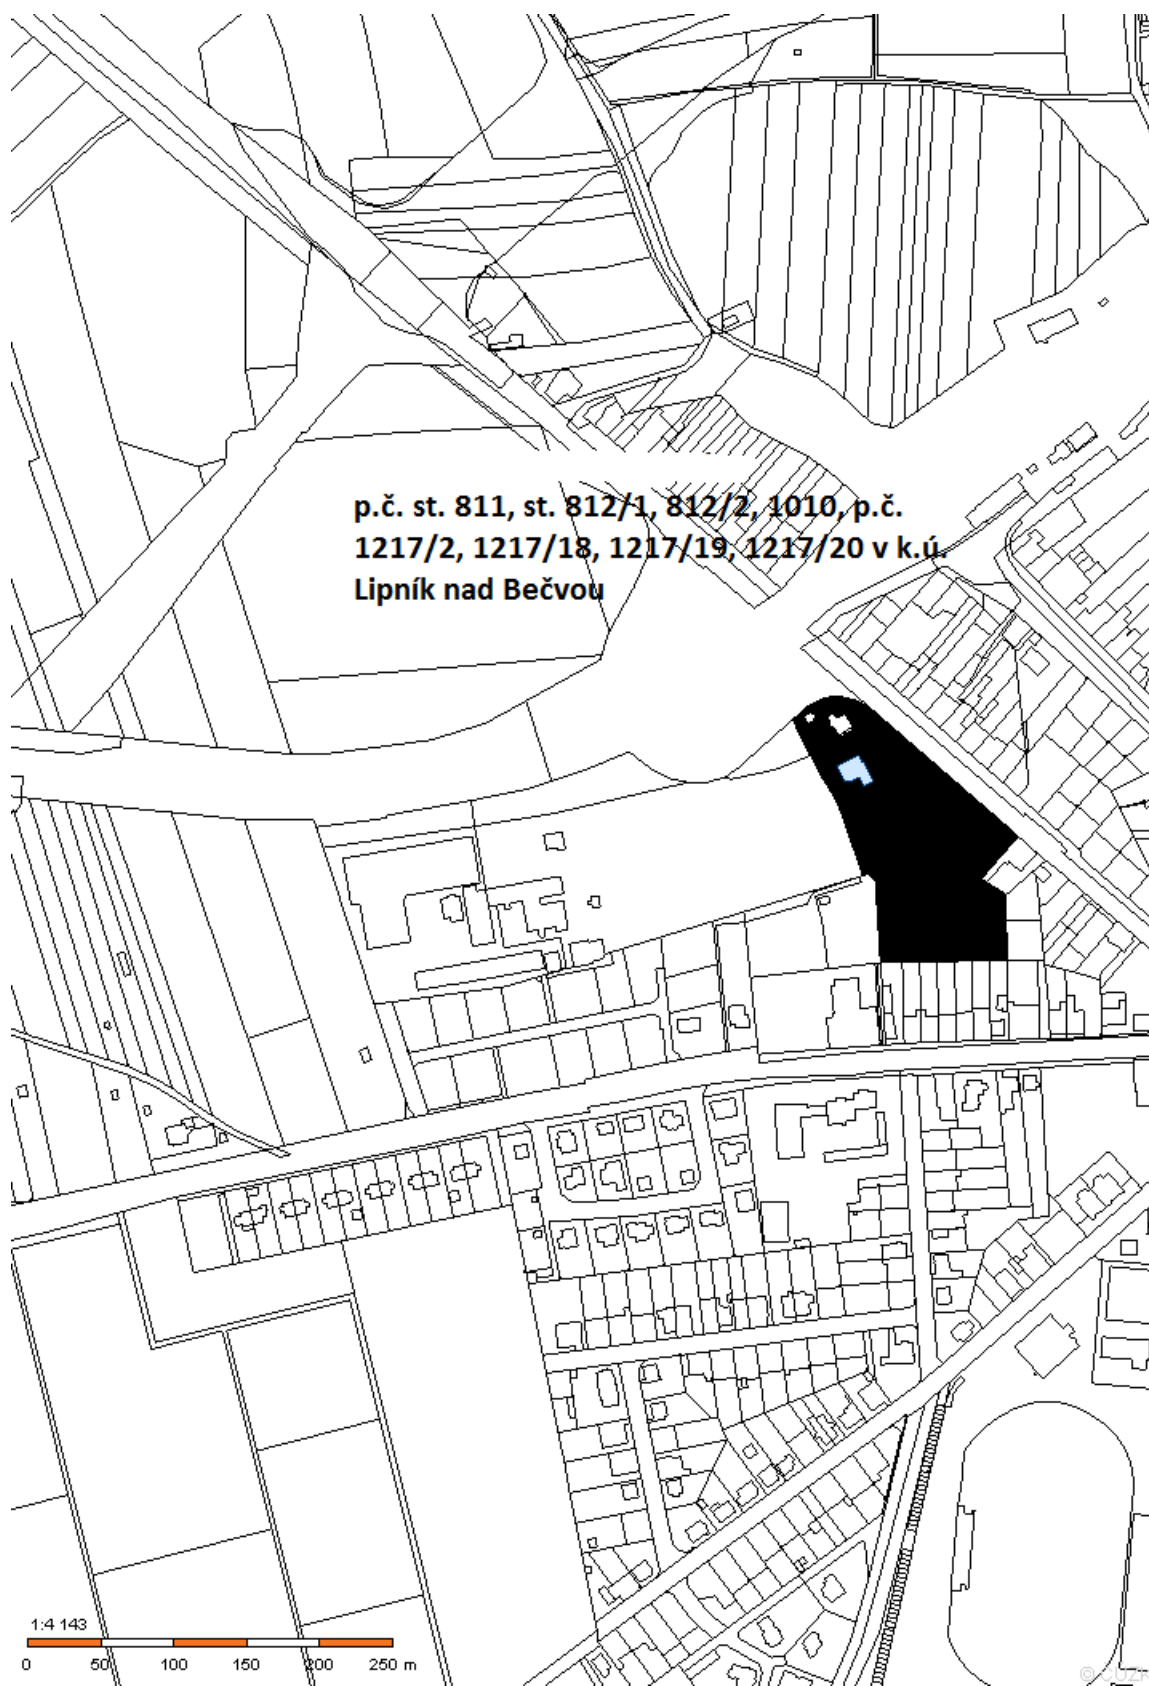 p.č. st. 811, st. 812/1, 812/2, 1010, p.č.
1217/2, 1217/18, 1217/19, 1217/20 v k.ú.
Lipník nad Bečvou
1:4 143
0 50 100 150 200 250 m
© ČÚZK